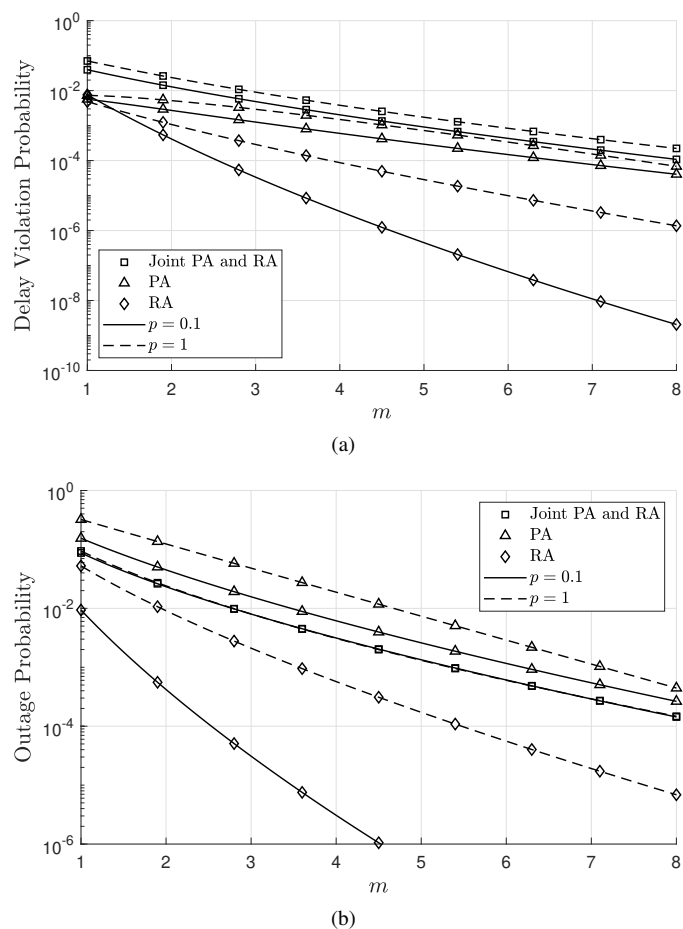 10^0
10^-2
10^-4
10^-6
10^-8
10^-10
Delay Violation Probability
Joint PA and RA
PA
RA
p = 0.1
p = 1
1 2 3 4 5 6 7 8
m
(a)
10^0
10^-2
10^-4
10^-6
Outage Probability
Joint PA and RA
PA
RA
p = 0.1
p = 1
1 2 3 4 5 6 7 8
m
(b)